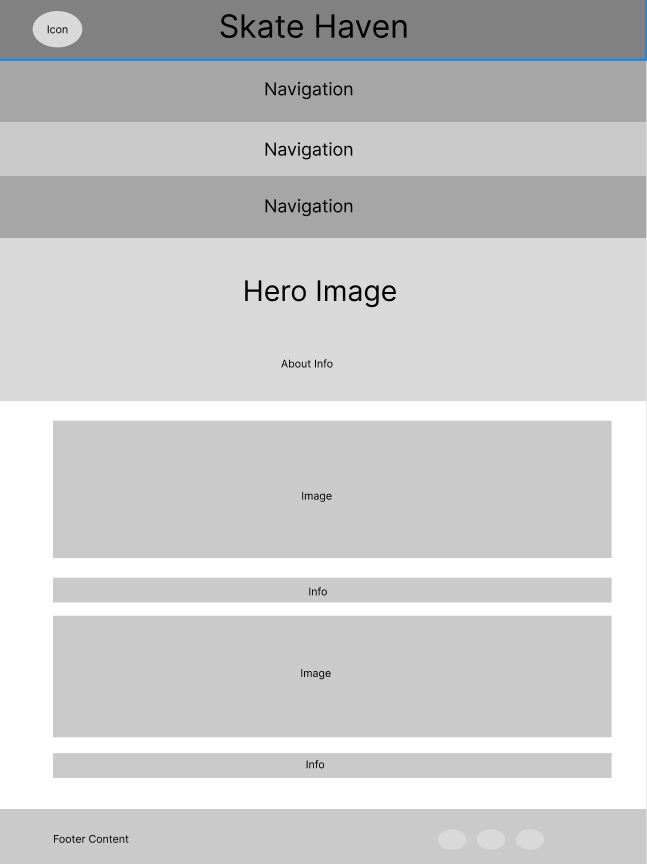 Icon
Skate Haven
Navigation
Navigation
Navigation
Hero Image
About Info
Image
Info
Image
Info
Footer Content